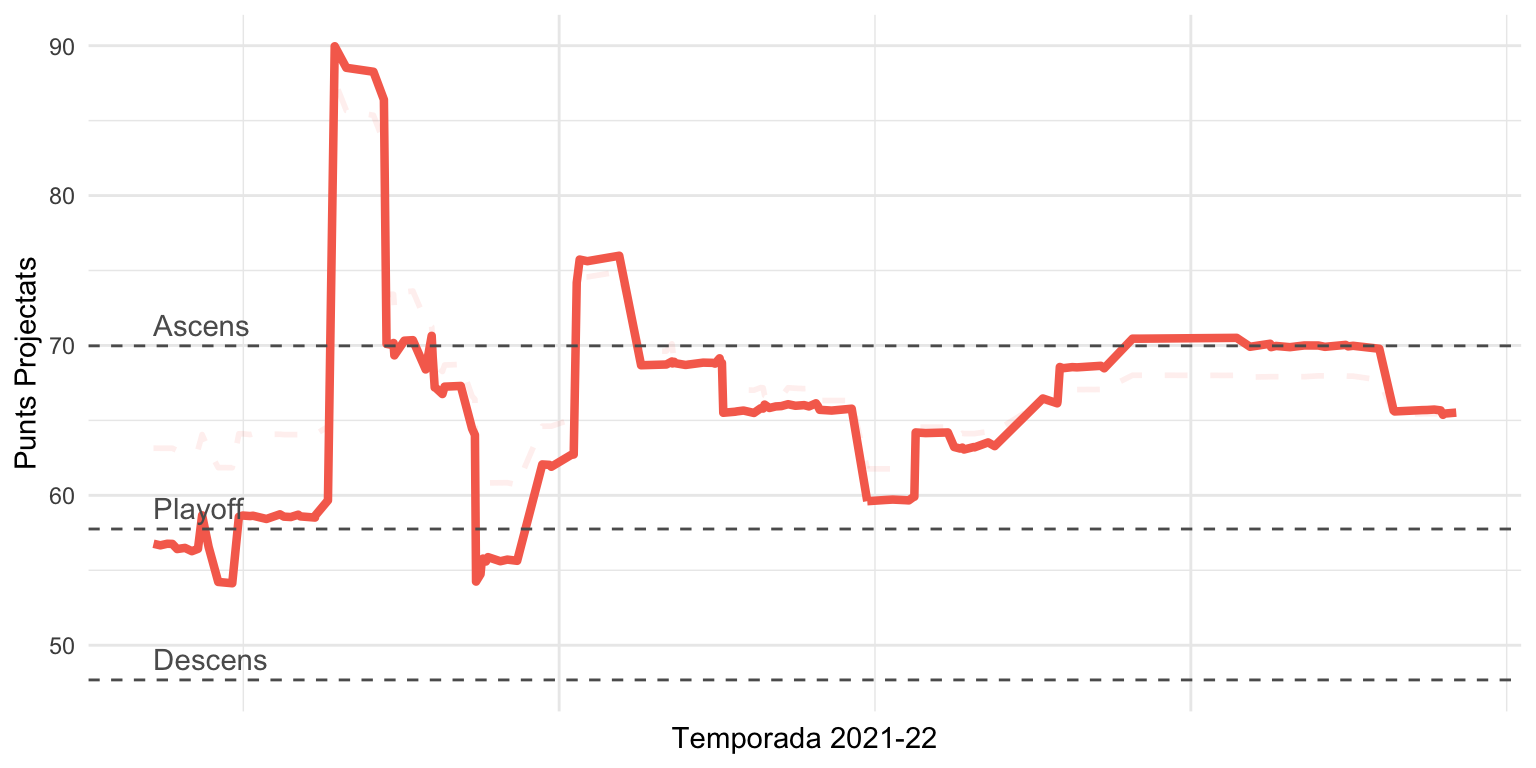 90
80
70
60
50
Punts Projectats
Ascens
Playoff
Descens
Temporada 2021-22